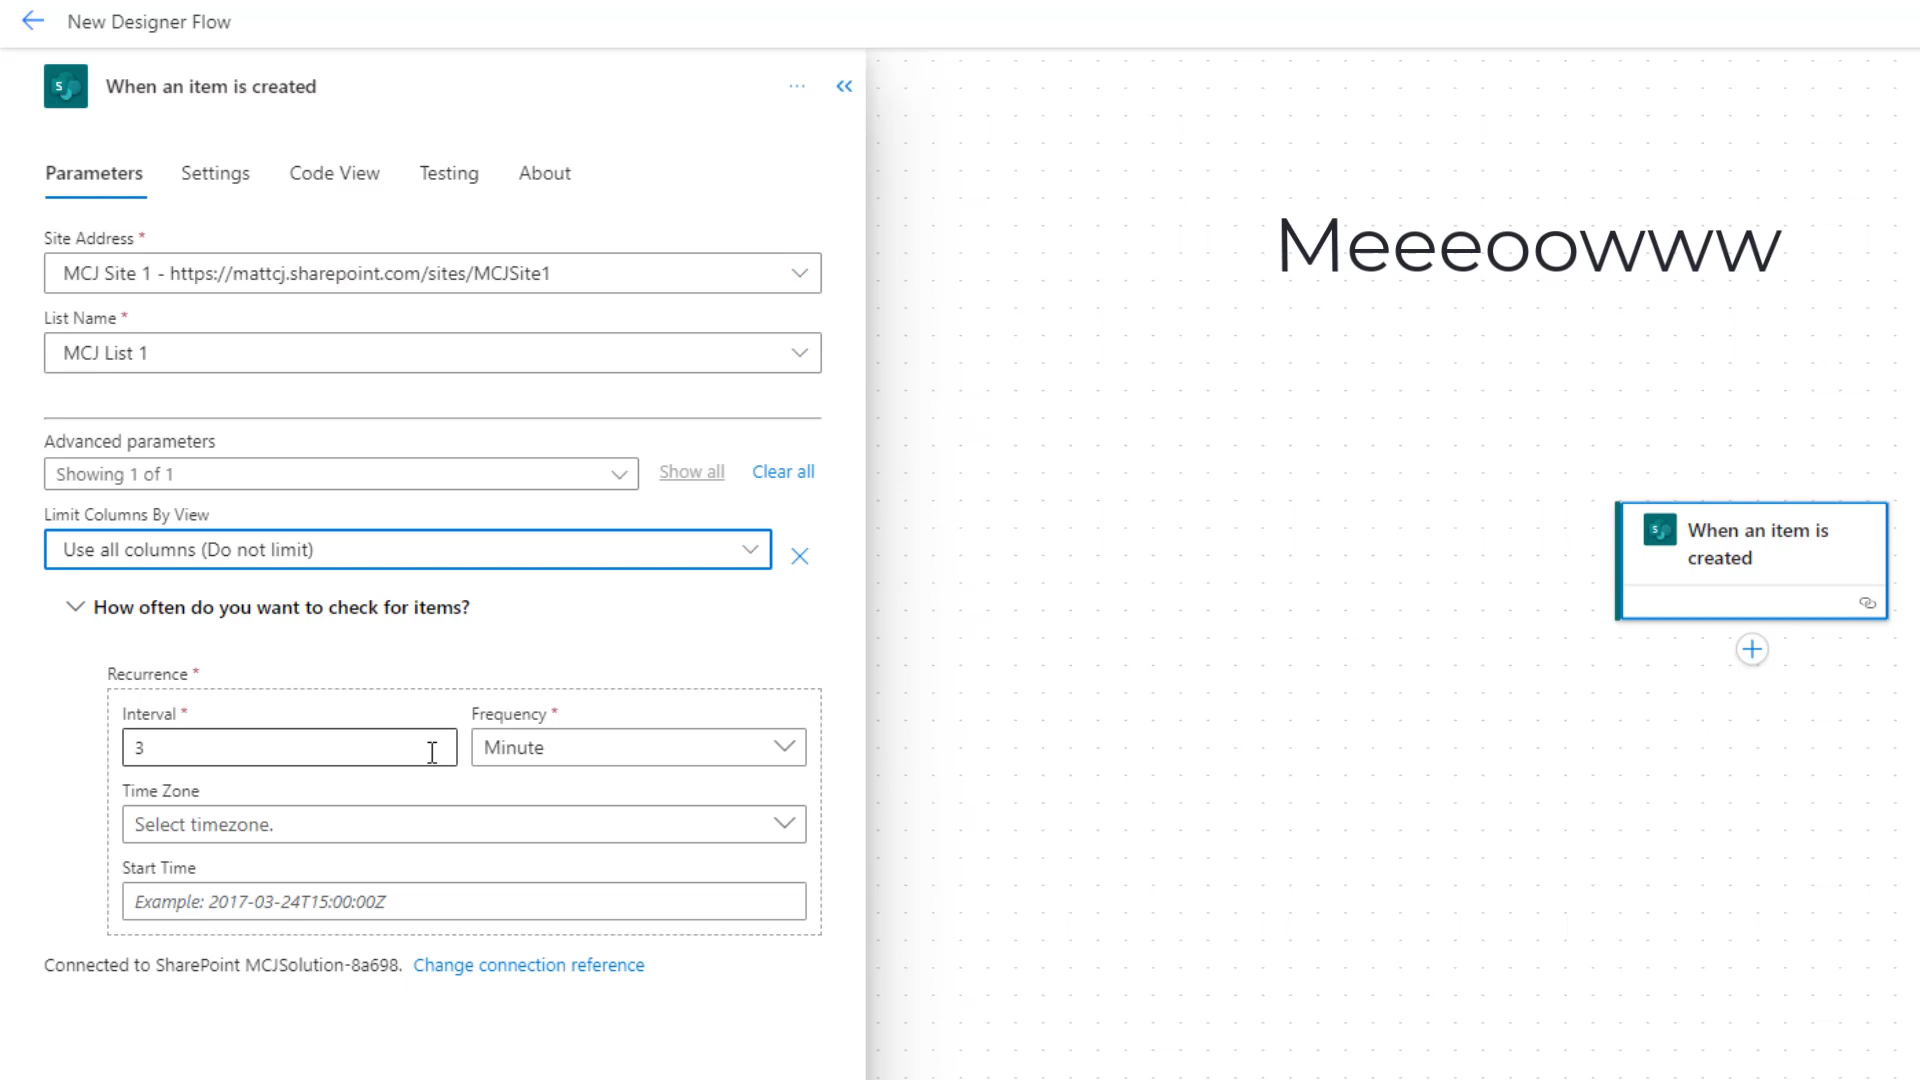 New Designer Flow
When an item is created
Parameters Settings Code View Testing About
Site Address *
MCJ Site 1 - https://mattcj.sharepoint.com/sites/MCJSite1
List Name *
MCJ List 1
Advanced parameters
Showing 1 of 1 Show all Clear all
Limit Columns By View
Use all columns (Do not limit)
How often do you want to check for items?
Recurrence *
Interval * Frequency *
3 Minute
Time Zone
Select timezone.
Start Time
Example: 2017-03-24T15:00:00Z
Connected to SharePoint MCJSolution-8a698. Change connection reference
Meeeoowww
When an item is
created